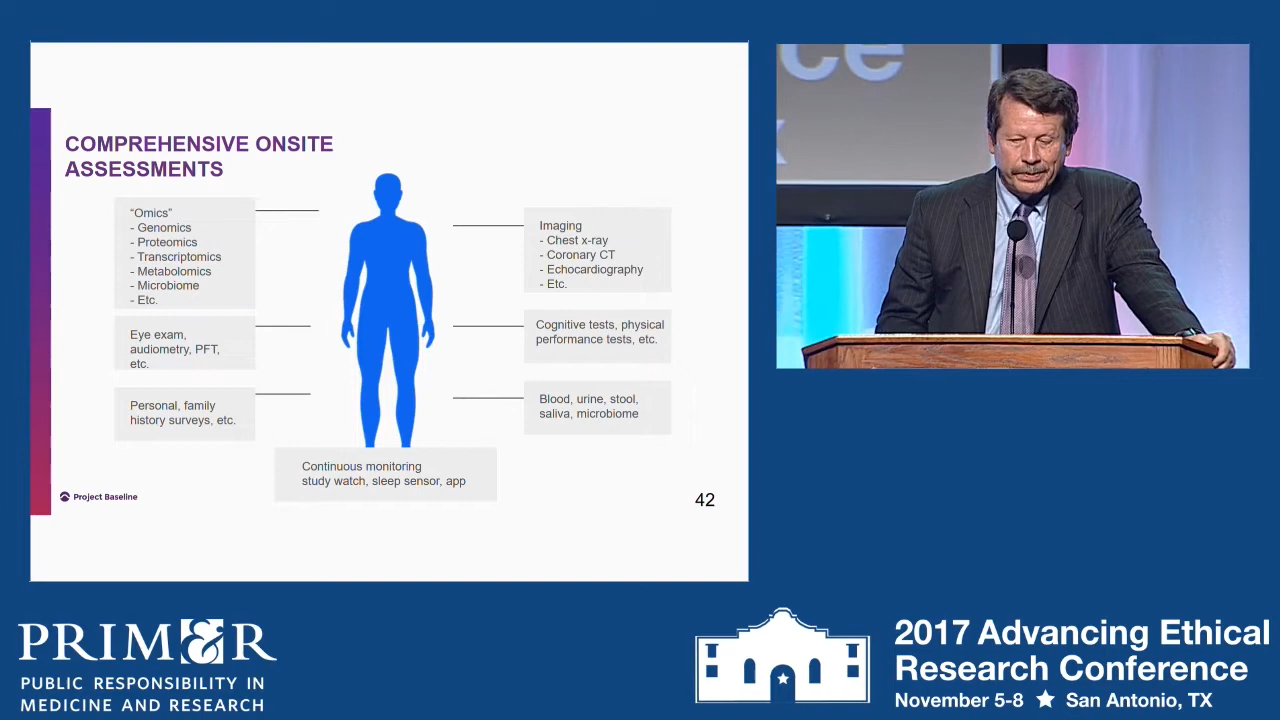 COMPREHENSIVE ONSITE
ASSESSMENTS
“Omics”
- Genomics
- Proteomics
- Transcriptomics
- Metabolomics
- Microbiome
- Etc.
Eye exam,
audiometry, PFT,
etc.
Personal, family
history surveys, etc.
Imaging
- Chest x-ray
- Coronary CT
- Echocardiography
- Etc.
Cognitive tests, physical
performance tests, etc.
Blood, urine, stool,
saliva, microbiome
Continuous monitoring
study watch, sleep sensor, app
Project Baseline
42
ce
PRIM&R
PUBLIC RESPONSIBILITY IN
MEDICINE AND RESEARCH
2017 Advancing Ethical
Research Conference
November 5-8 ★ San Antonio, TX